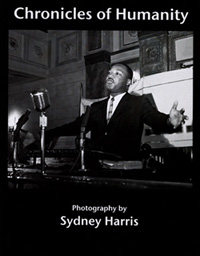 Chronicles of Humanity
Photography by
Sydney Harris